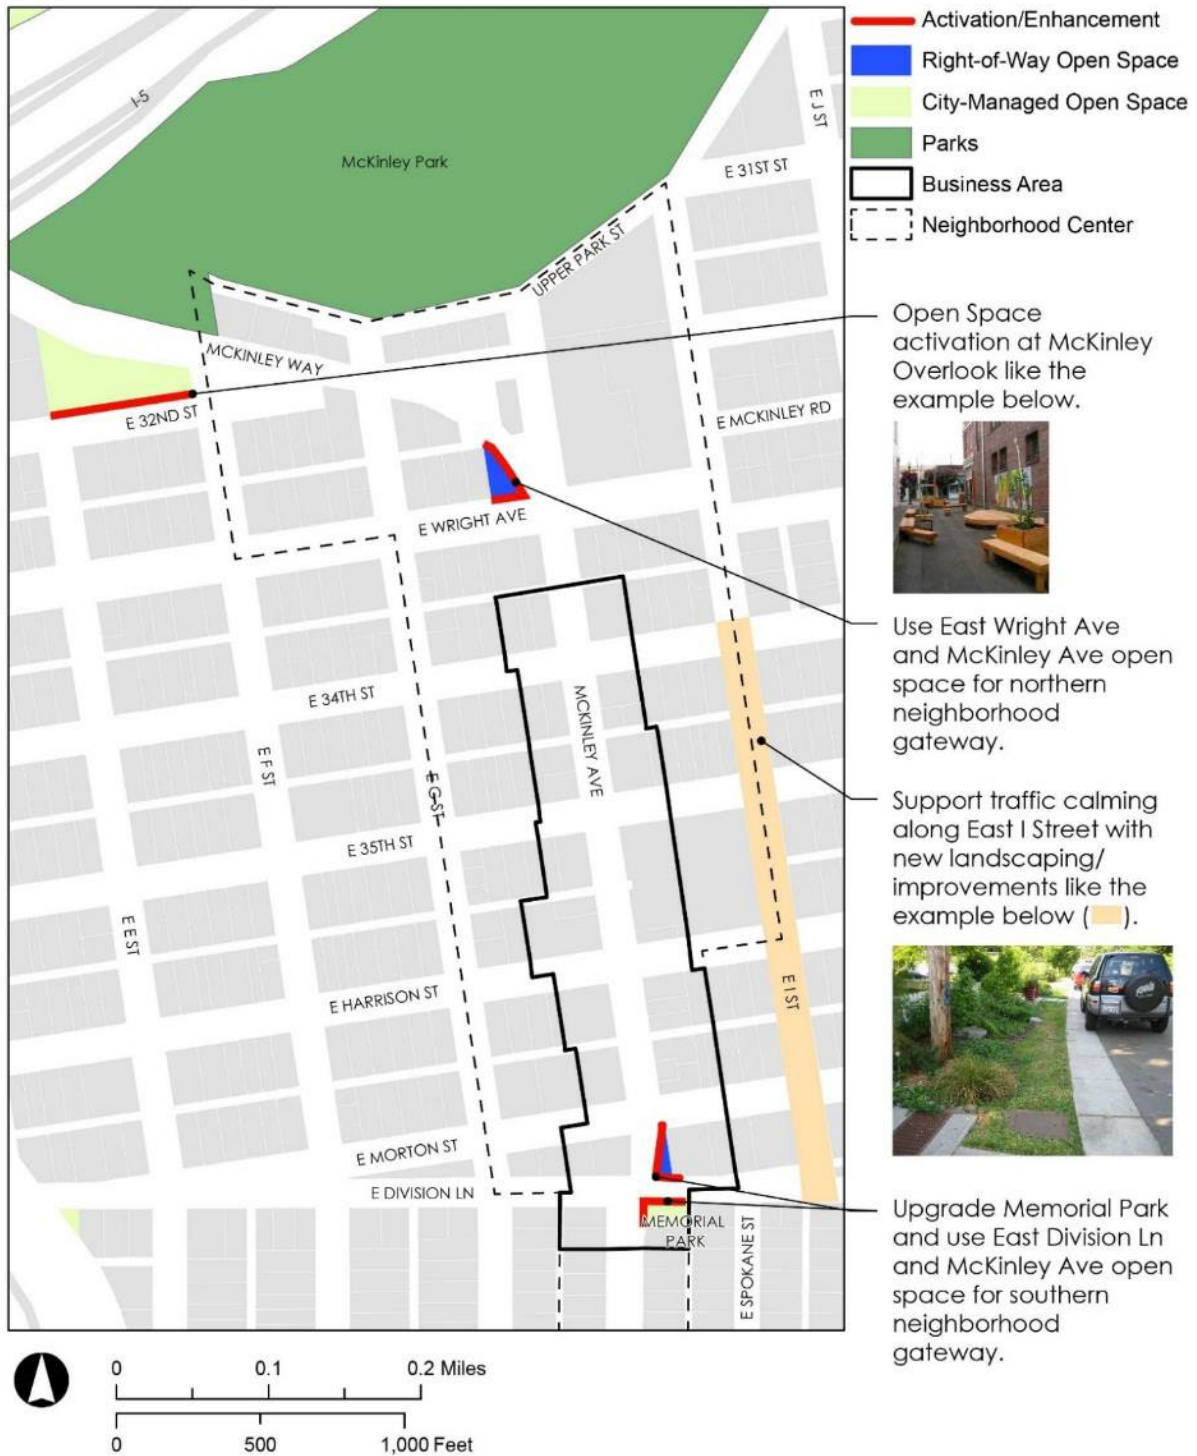 Activation/Enhancement
Right-of-Way Open Space
City-Managed Open Space
Parks
Business Area
Neighborhood Center
I-5
McKinley Park
E J ST
E 31ST ST
UPPER PARK ST
MCKINLEY WAY
E 32ND ST
E MCKINLEY RD
E WRIGHT AVE
E 34TH ST
MCKINLEY AVE
E F ST
E G ST
E 35TH ST
E E ST
E HARRISON ST
E I ST
E MORTON ST
E DIVISION LN
MEMORIAL
PARK
E SPOKANE ST
Open Space
activation at McKinley
Overlook like the
example below.
Use East Wright Ave
and McKinley Ave open
space for northern
neighborhood
gateway.
Support traffic calming
along East I Street with
new landscaping/
improvements like the
example below ( ).
Upgrade Memorial Park
and use East Division Ln
and McKinley Ave open
space for southern
neighborhood
gateway.
0 0.1 0.2 Miles
0 500 1,000 Feet